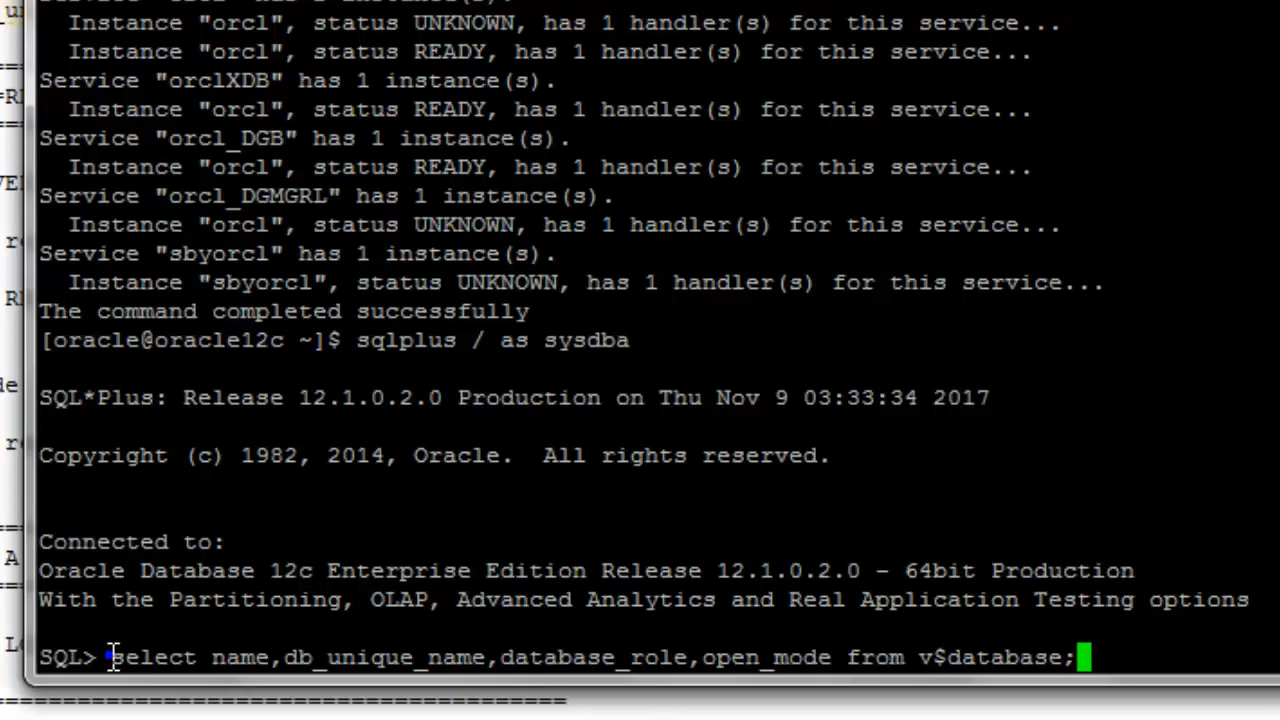 Instance "orcl", status UNKNOWN, has 1 handler(s) for this service...
Instance "orcl", status READY, has 1 handler(s) for this service...
Service "orclXDB" has 1 instance(s).
Instance "orcl", status READY, has 1 handler(s) for this service...
Service "orcl_DGB" has 1 instance(s).
Instance "orcl", status READY, has 1 handler(s) for this service...
Service "orcl_DGMGRL" has 1 instance(s).
Instance "orcl", status UNKNOWN, has 1 handler(s) for this service...
Service "sbyorcl" has 1 instance(s).
Instance "sbyorcl", status UNKNOWN, has 1 handler(s) for this service...
The command completed successfully
[oracle@oracle12c ~]$ sqlplus / as sysdba
SQL*Plus: Release 12.1.0.2.0 Production on Thu Nov 9 03:33:34 2017
Copyright (c) 1982, 2014, Oracle.  All rights reserved.
Connected to:
Oracle Database 12c Enterprise Edition Release 12.1.0.2.0 - 64bit Production
With the Partitioning, OLAP, Advanced Analytics and Real Application Testing options
SQL> select name,db_unique_name,database_role,open_mode from v$database;